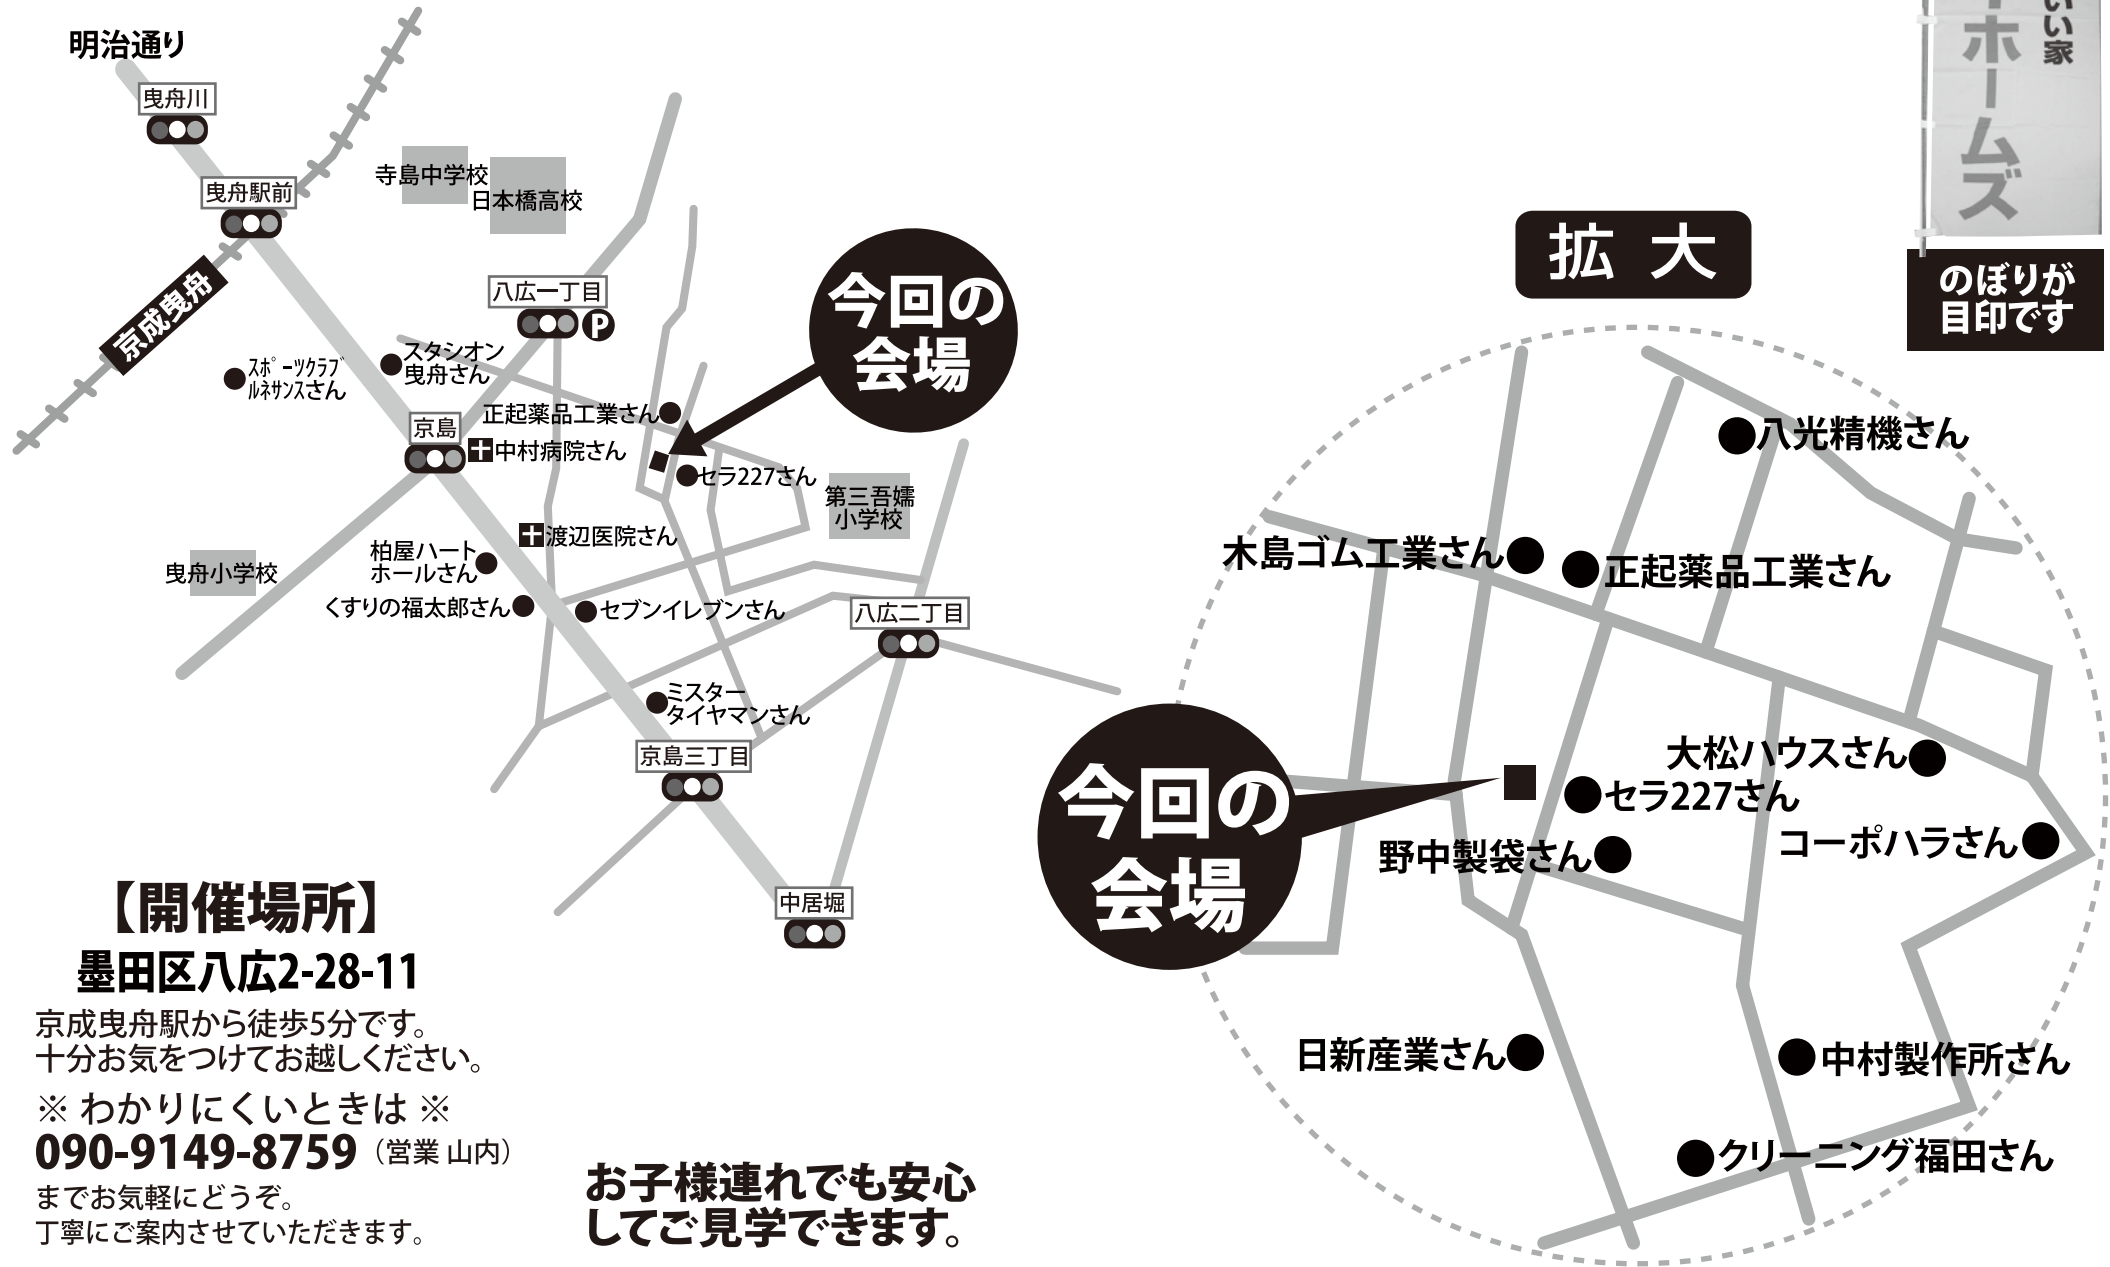 明治通り
曳舟川
曳舟駅前
京成曳舟
寺島中学校
日本橋高校
八広一丁目
P
今回の
会場
スポーツクラブ
ルネサンスさん
スタシオン
曳舟さん
正起薬品工業さん
京島
中村病院さん
セラ227さん
第三吾嬬
小学校
渡辺医院さん
柏屋ハート
ホールさん
曳舟小学校
くすりの福太郎さん
セブンイレブンさん
八広二丁目
ミスター
タイヤマンさん
京島三丁目
中居堀
【開催場所】
墨田区八広2-28-11
京成曳舟駅から徒歩5分です。
十分お気をつけてお越しください。
※ わかりにくいときは ※
090-9149-8759（営業 山内）
までお気軽にどうぞ。
丁寧にご案内させていただきます。
お子様連れでも安心
してご見学できます。
いい家
ホームズ
のぼりが
目印です
拡大
八光精機さん
木島ゴム工業さん
正起薬品工業さん
大松ハウスさん
セラ227さん
今回の
会場
野中製袋さん
コーポハラさん
日新産業さん
中村製作所さん
クリーニング福田さん